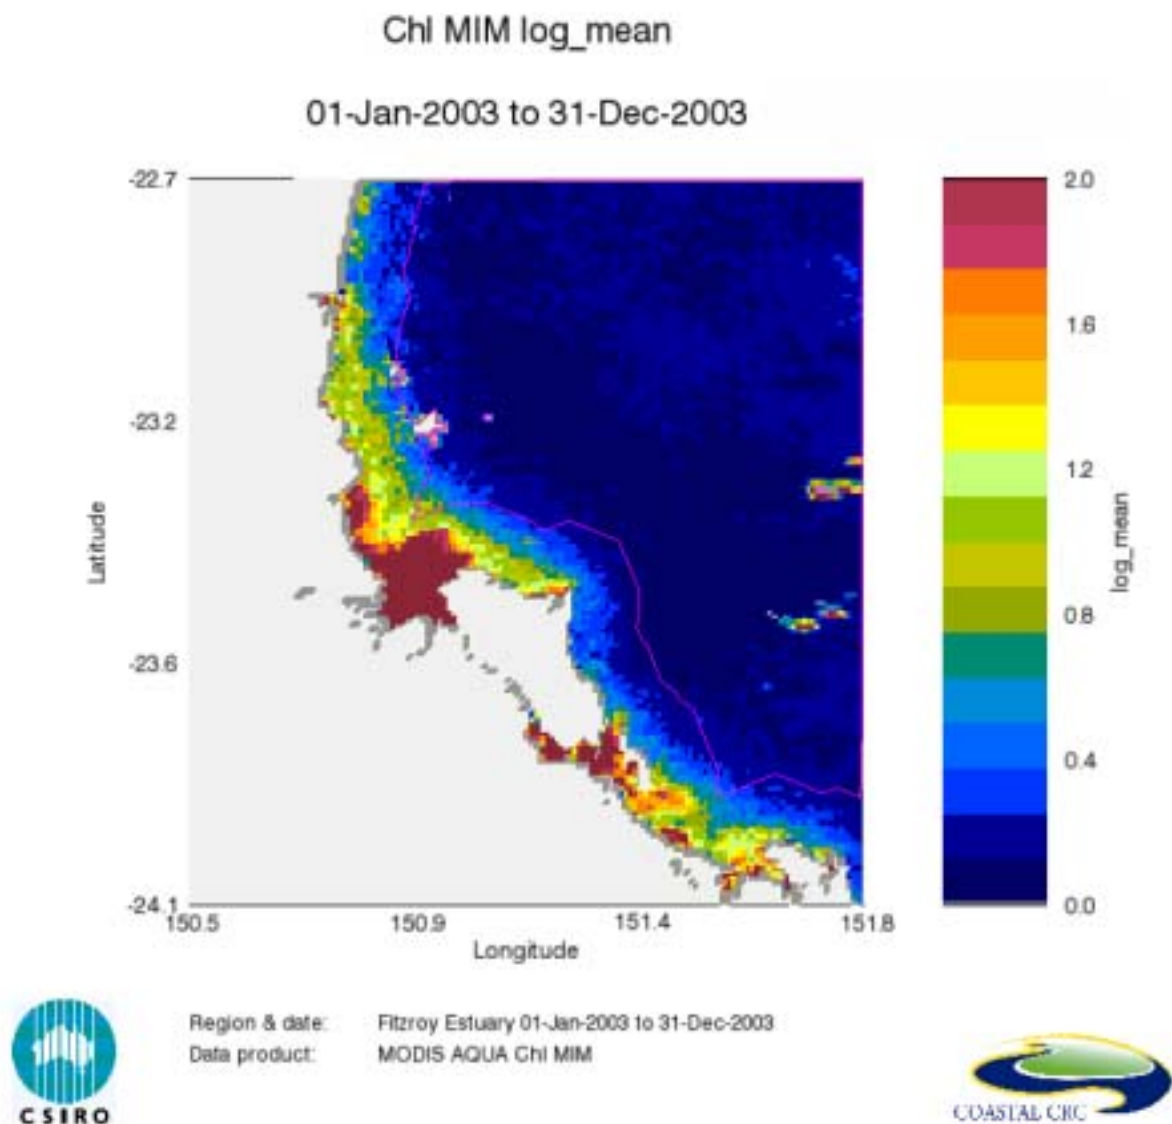 Chl MIM log_mean
01-Jan-2003 to 31-Dec-2003
-22.7
-23.2
-23.6
-24.1
Latitude
150.5
150.9
151.4
151.8
Longitude
2.0
1.6
1.2
0.8
0.4
0.0
log_mean
Region & date: Fitzroy Estuary 01-Jan-2003 to 31-Dec-2003
Data product: MODIS AQUA Chl MIM
CSIRO
COASTAL CRC